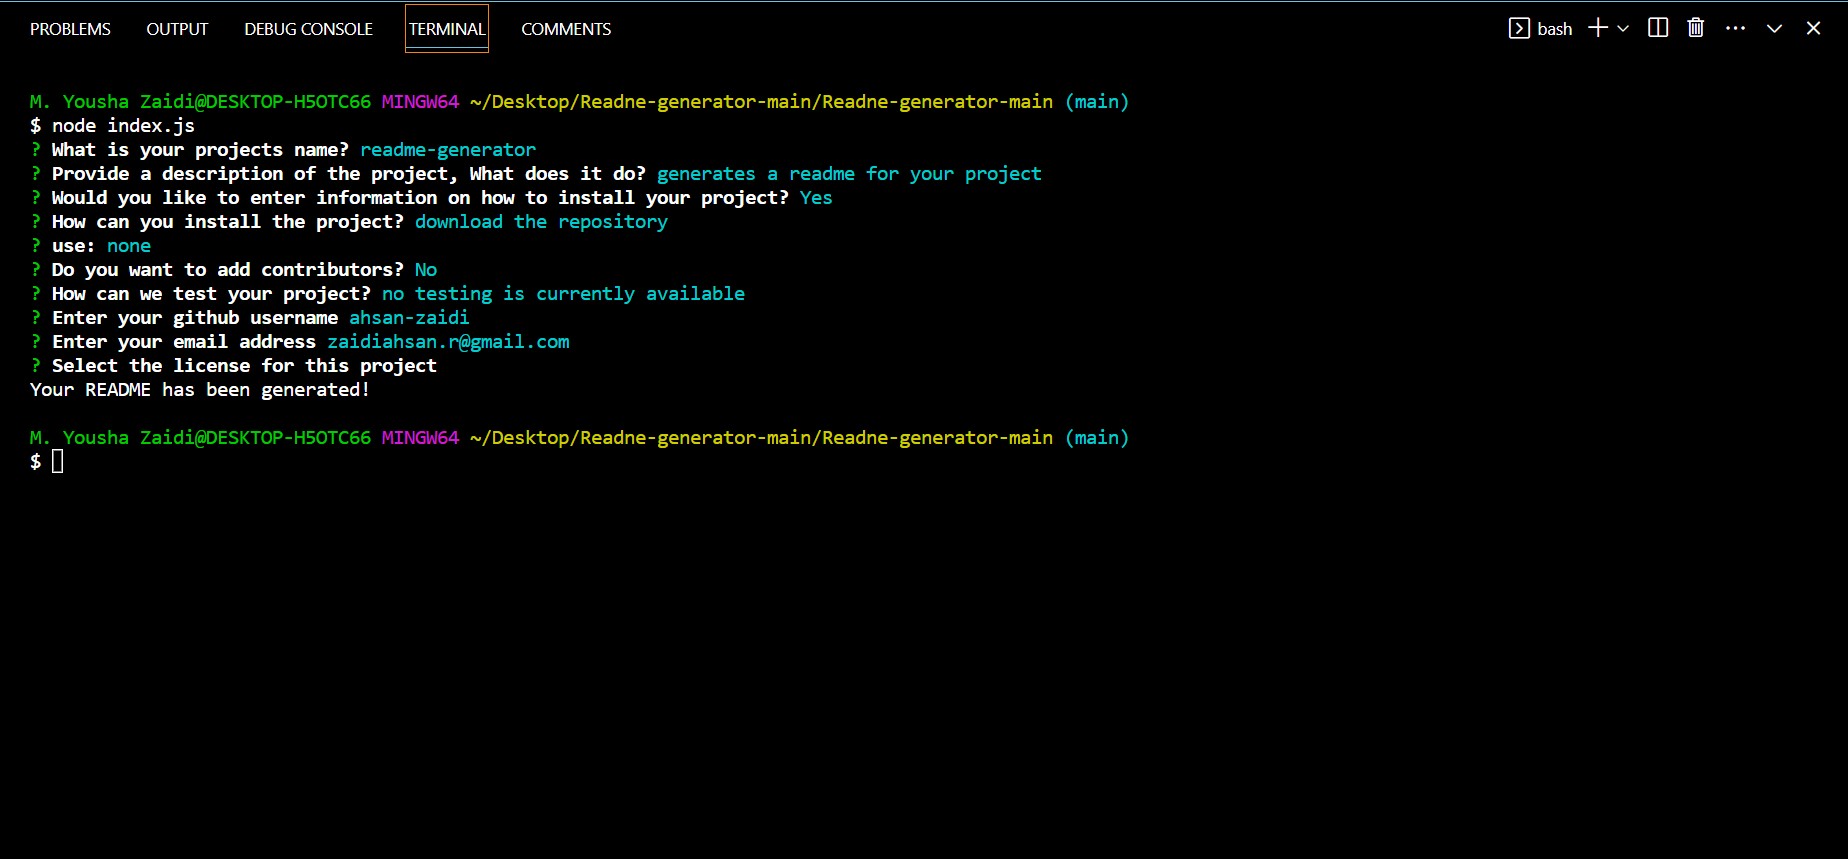 PROBLEMS OUTPUT DEBUG CONSOLE TERMINAL COMMENTS bash
M. Yousha Zaidi@DESKTOP-H5OTC66 MINGW64 ~/Desktop/Readne-generator-main/Readne-generator-main (main)
$ node index.js
? What is your projects name? readme-generator
? Provide a description of the project, What does it do? generates a readme for your project
? Would you like to enter information on how to install your project? Yes
? How can you install the project? download the repository
? use: none
? Do you want to add contributors? No
? How can we test your project? no testing is currently available
? Enter your github username ahsan-zaidi
? Enter your email address zaidiahsan.r@gmail.com
? Select the license for this project
Your README has been generated!
M. Yousha Zaidi@DESKTOP-H5OTC66 MINGW64 ~/Desktop/Readne-generator-main/Readne-generator-main (main)
$